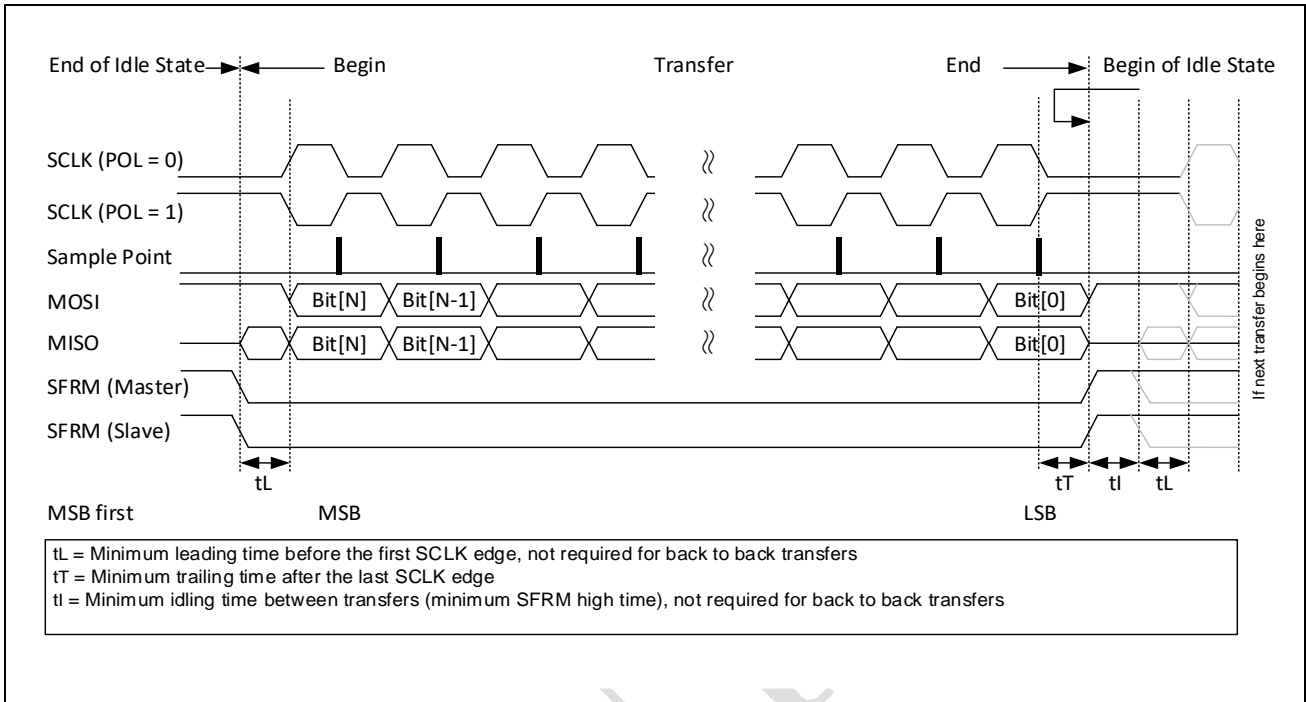 End of Idle State Begin Transfer End Begin of Idle State
SCLK (POL = 0)
SCLK (POL = 1)
Sample Point
MOSI Bit[N] Bit[N-1] Bit[0]
MISO Bit[N] Bit[N-1] Bit[0]
SFRM (Master)
SFRM (Slave)
If next transfer begins here
tL tT tI tL
MSB first MSB LSB
tL = Minimum leading time before the first SCLK edge, not required for back to back transfers
tT = Minimum trailing time after the last SCLK edge
tI = Minimum idling time between transfers (minimum SFRM high time), not required for back to back transfers